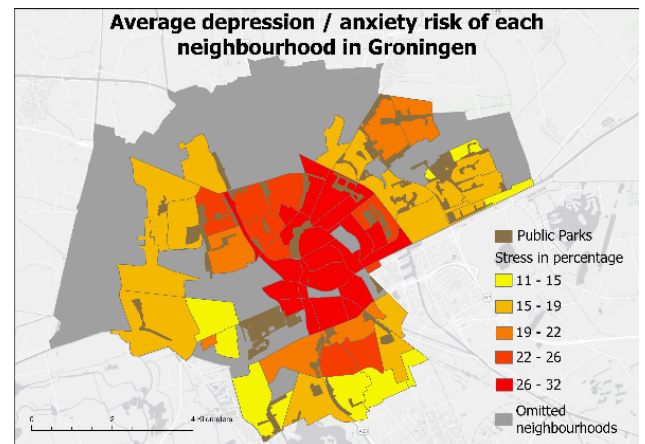 Average depression / anxiety risk of each
neighbourhood in Groningen
Public Parks
Stress in percentage
11 - 15
15 - 19
19 - 22
22 - 26
26 - 32
Omitted
neighbourhoods
0 2 4 Kilometers